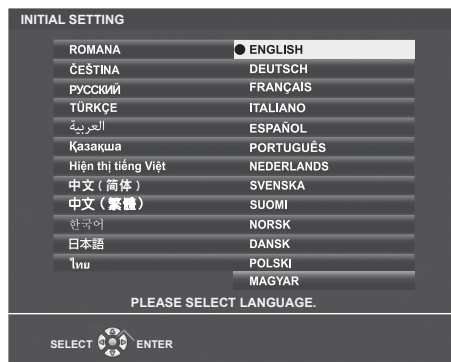 INITIAL SETTING
ROMANA
ČEŠTINA
РУССКИЙ
TÜRKÇE
العربية
Қазақша
Hiện thị tiếng Việt
中文 ( 简体 )
中文 ( 繁體 )
한국어
日本語
ไทย
ENGLISH
DEUTSCH
FRANÇAIS
ITALIANO
ESPAÑOL
PORTUGUÊS
NEDERLANDS
SVENSKA
SUOMI
NORSK
DANSK
POLSKI
MAGYAR
PLEASE SELECT LANGUAGE.
SELECT ENTER